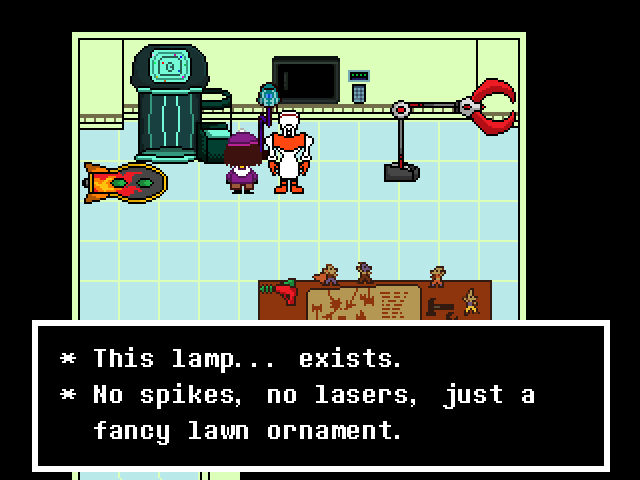 * This lamp... exists.
* No spikes, no lasers, just a
fancy lawn ornament.